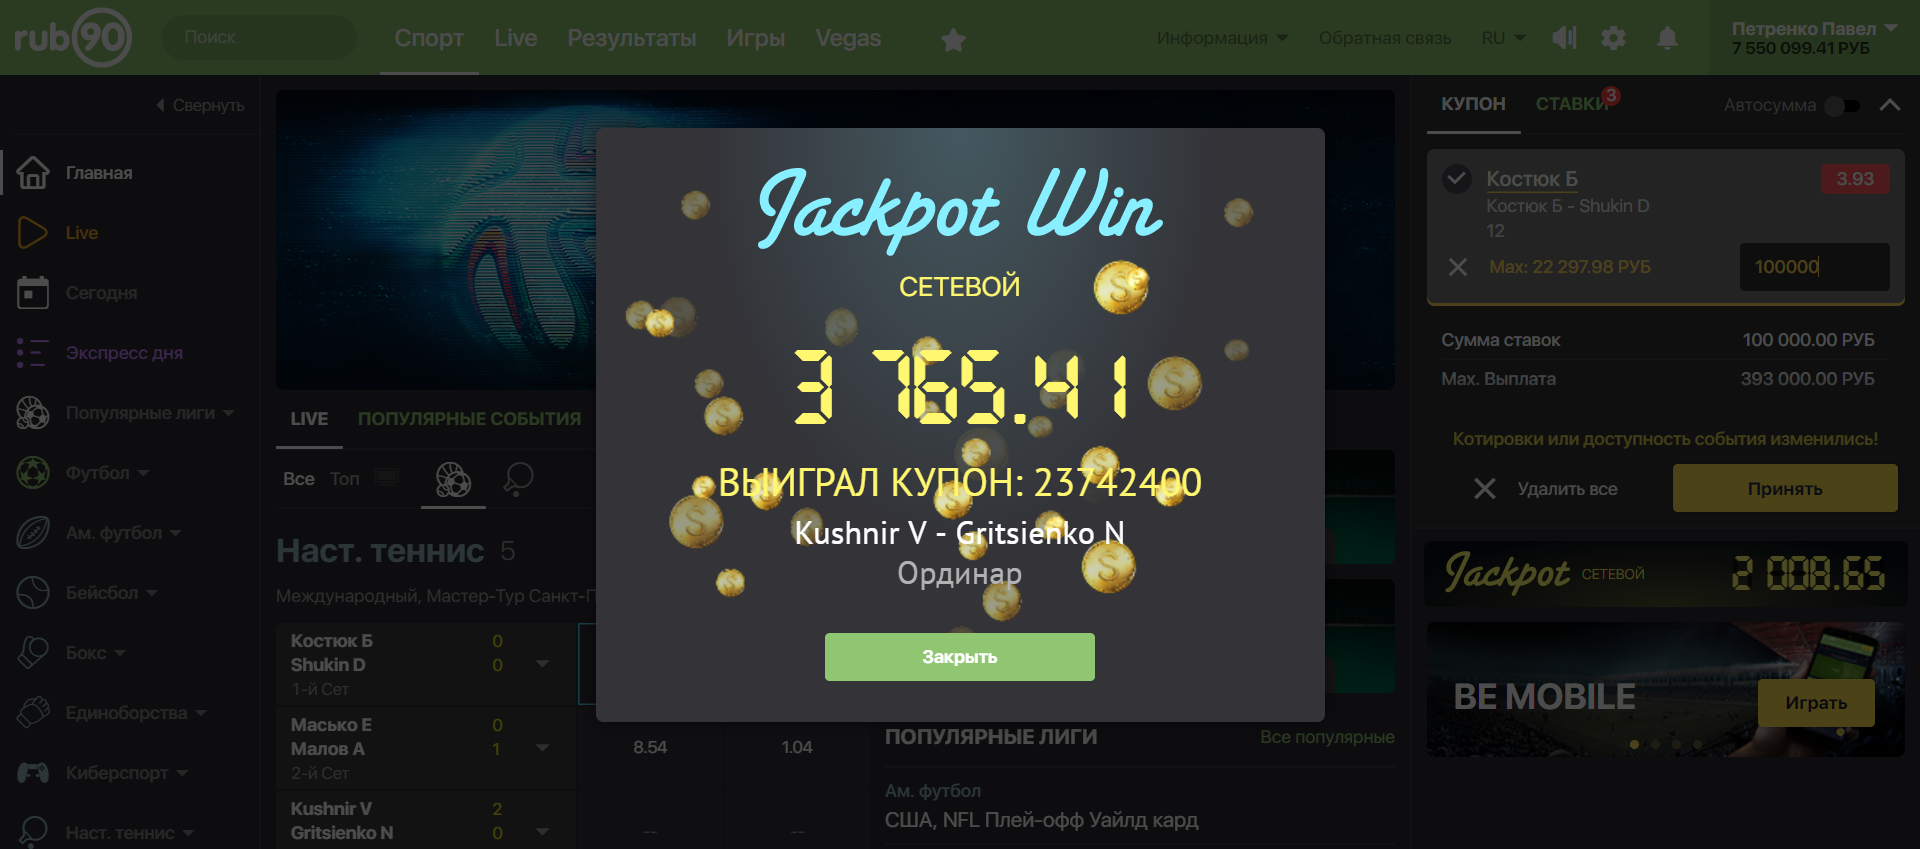 rub90
Поиск
Спорт
Live
Результаты
Игры
Vegas
Информация
Обратная связь
RU
Петренко Павел
7 550 099.41 РУБ
Свернуть
Главная
Live
Сегодня
Экспресс дня
Популярные лиги
Футбол
Ам. футбол
Бейсбол
Бокс
Единоборства
Киберспорт
Наст. теннис
LIVE
ПОПУЛЯРНЫЕ СОБЫТИЯ
Все
Топ
Наст. теннис 5
Международный, Мастер-Тур Санкт-П
Костюк Б 0
Shukin D 0
1-й Сет
Масько Е 0
Малов А 1
2-й Сет
8.54
1.04
Kushnir V 2
Gritsienko N 0
--
--
Jackpot Win
СЕТЕВОЙ
3 765.41
ВЫИГРАЛ КУПОН: 23742400
Kushnir V - Gritsienko N
Ординар
Закрыть
ПОПУЛЯРНЫЕ ЛИГИ
Все популярные
Ам. футбол
США, NFL Плей-офф Уайлд кард
КУПОН
СТАВКИ
3
Автосумма
Костюк Б
3.93
Костюк Б - Shukin D
12
Max: 22 297.98 РУБ
100000
Сумма ставок
100 000.00 РУБ
Мах. Выплата
393 000.00 РУБ
Котировки или доступность события изменились!
Удалить все
Принять
Jackpot СЕТЕВОЙ 2 008.65
BE MOBILE
Играть